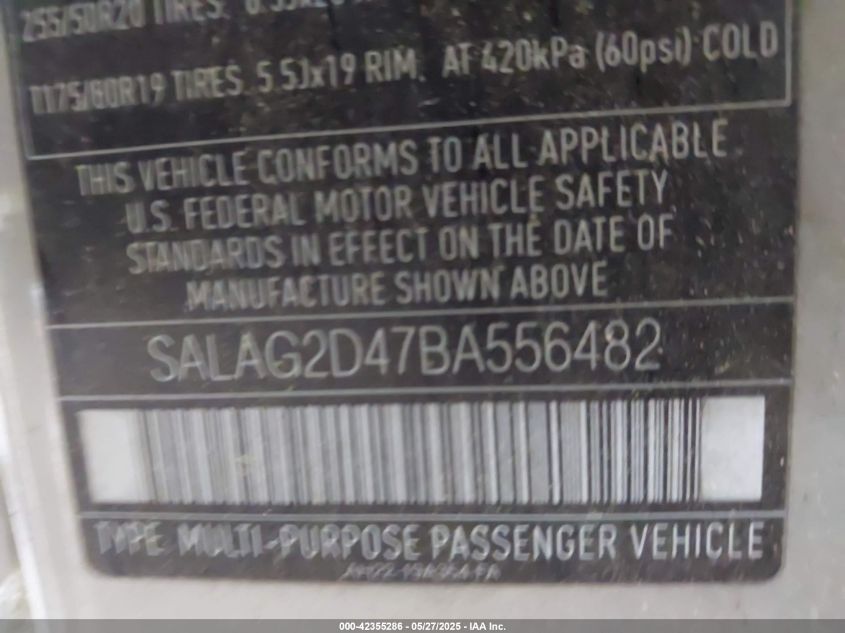 255/50R20 TIRES.
T175/80R19 TIRES. 5.5Jx19 RIM. AT 420kPa (60psi) COLD
THIS VEHICLE CONFORMS TO ALL APPLICABLE
U.S. FEDERAL MOTOR VEHICLE SAFETY
STANDARDS IN EFFECT ON THE DATE OF
MANUFACTURE SHOWN ABOVE
SALAG2D47BA556482
TYPE MULTI-PURPOSE PASSENGER VEHICLE
000-42355286 - 05/27/2025 - IAA Inc.